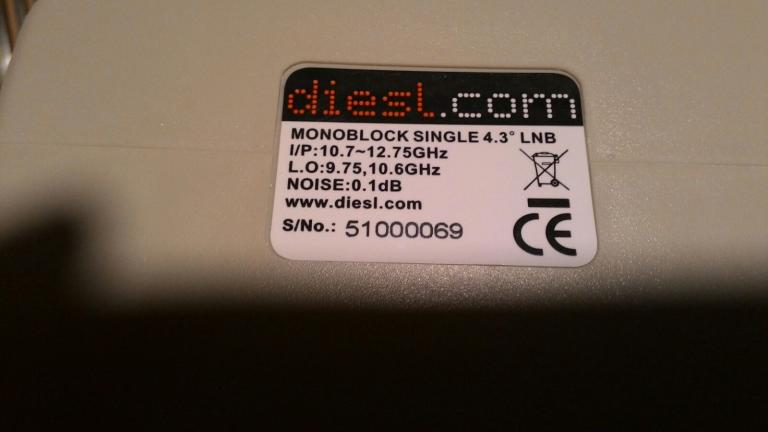 diesl.com
MONOBLOCK SINGLE 4.3° LNB
I/P:10.7~12.75GHz
L.O:9.75,10.6GHz
NOISE:0.1dB
www.diesl.com
S/No.: 51000069
CE